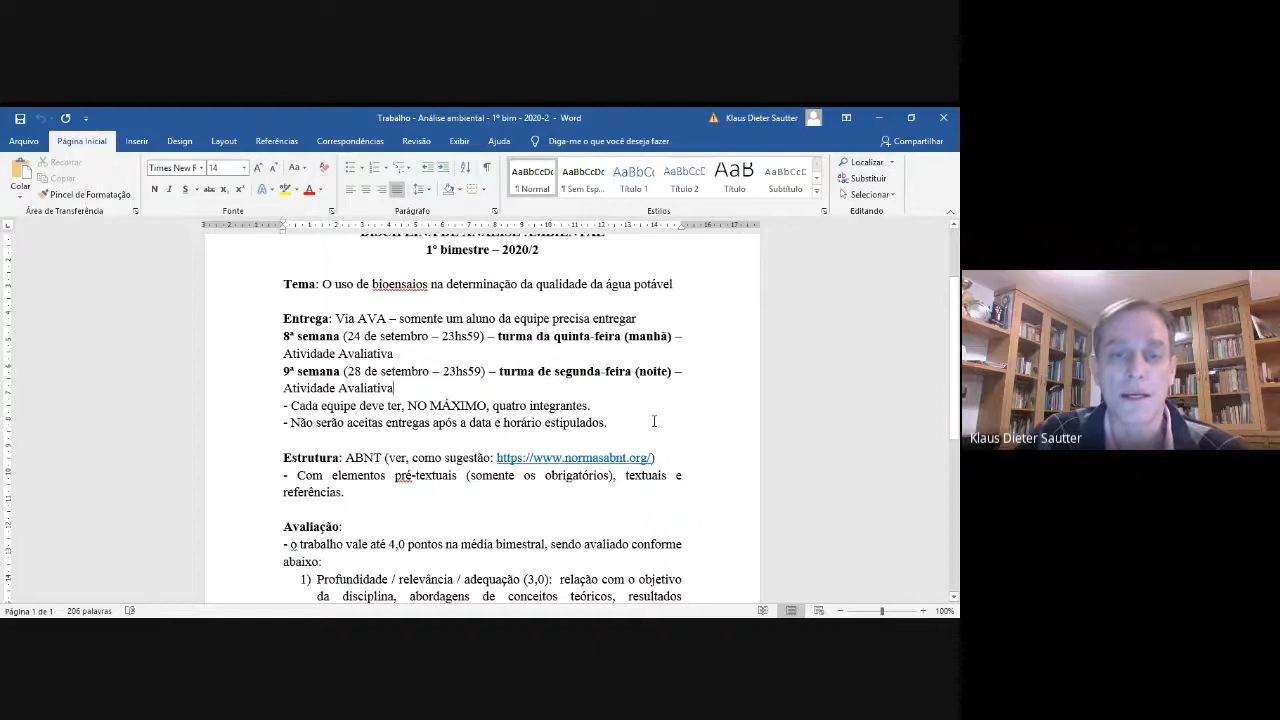 Trabalho - Análise ambiental - 1º bim - 2020-2 - Word
Klaus Dieter Sautter
Arquivo Página Inicial Inserir Design Layout Referências Correspondências Revisão Exibir Ajuda Diga-me o que você deseja fazer Compartilhar
Colar
Recortar
Copiar
Pincel de Formatação
Área de Transferência
Times New R 14
Fonte
Parágrafo
AaBbCcDc AaBbCcDc AaBbC AaBbCc AaB AaBbCcC
¶ Normal ¶ Sem Esp... Título 1 Título 2 Título Subtítulo
Estilos
Localizar
Substituir
Selecionar
Editando
DISCIPLINA DE ANÁLISE AMBIENTAL
1º bimestre – 2020/2
Tema: O uso de bioensaios na determinação da qualidade da água potável
Entrega: Via AVA – somente um aluno da equipe precisa entregar
8ª semana (24 de setembro – 23hs59) – turma da quinta-feira (manhã) –
Atividade Avaliativa
9ª semana (28 de setembro – 23hs59) – turma de segunda-feira (noite) –
Atividade Avaliativa
- Cada equipe deve ter, NO MÁXIMO, quatro integrantes.
- Não serão aceitas entregas após a data e horário estipulados.
Estrutura: ABNT (ver, como sugestão: https://www.normasabnt.org/)
- Com elementos pré-textuais (somente os obrigatórios), textuais e
referências.
Avaliação:
- o trabalho vale até 4,0 pontos na média bimestral, sendo avaliado conforme
abaixo:
1) Profundidade / relevância / adequação (3,0): relação com o objetivo
da disciplina, abordagens de conceitos teóricos, resultados
Página 1 de 1 206 palavras 100%
Klaus Dieter Sautter